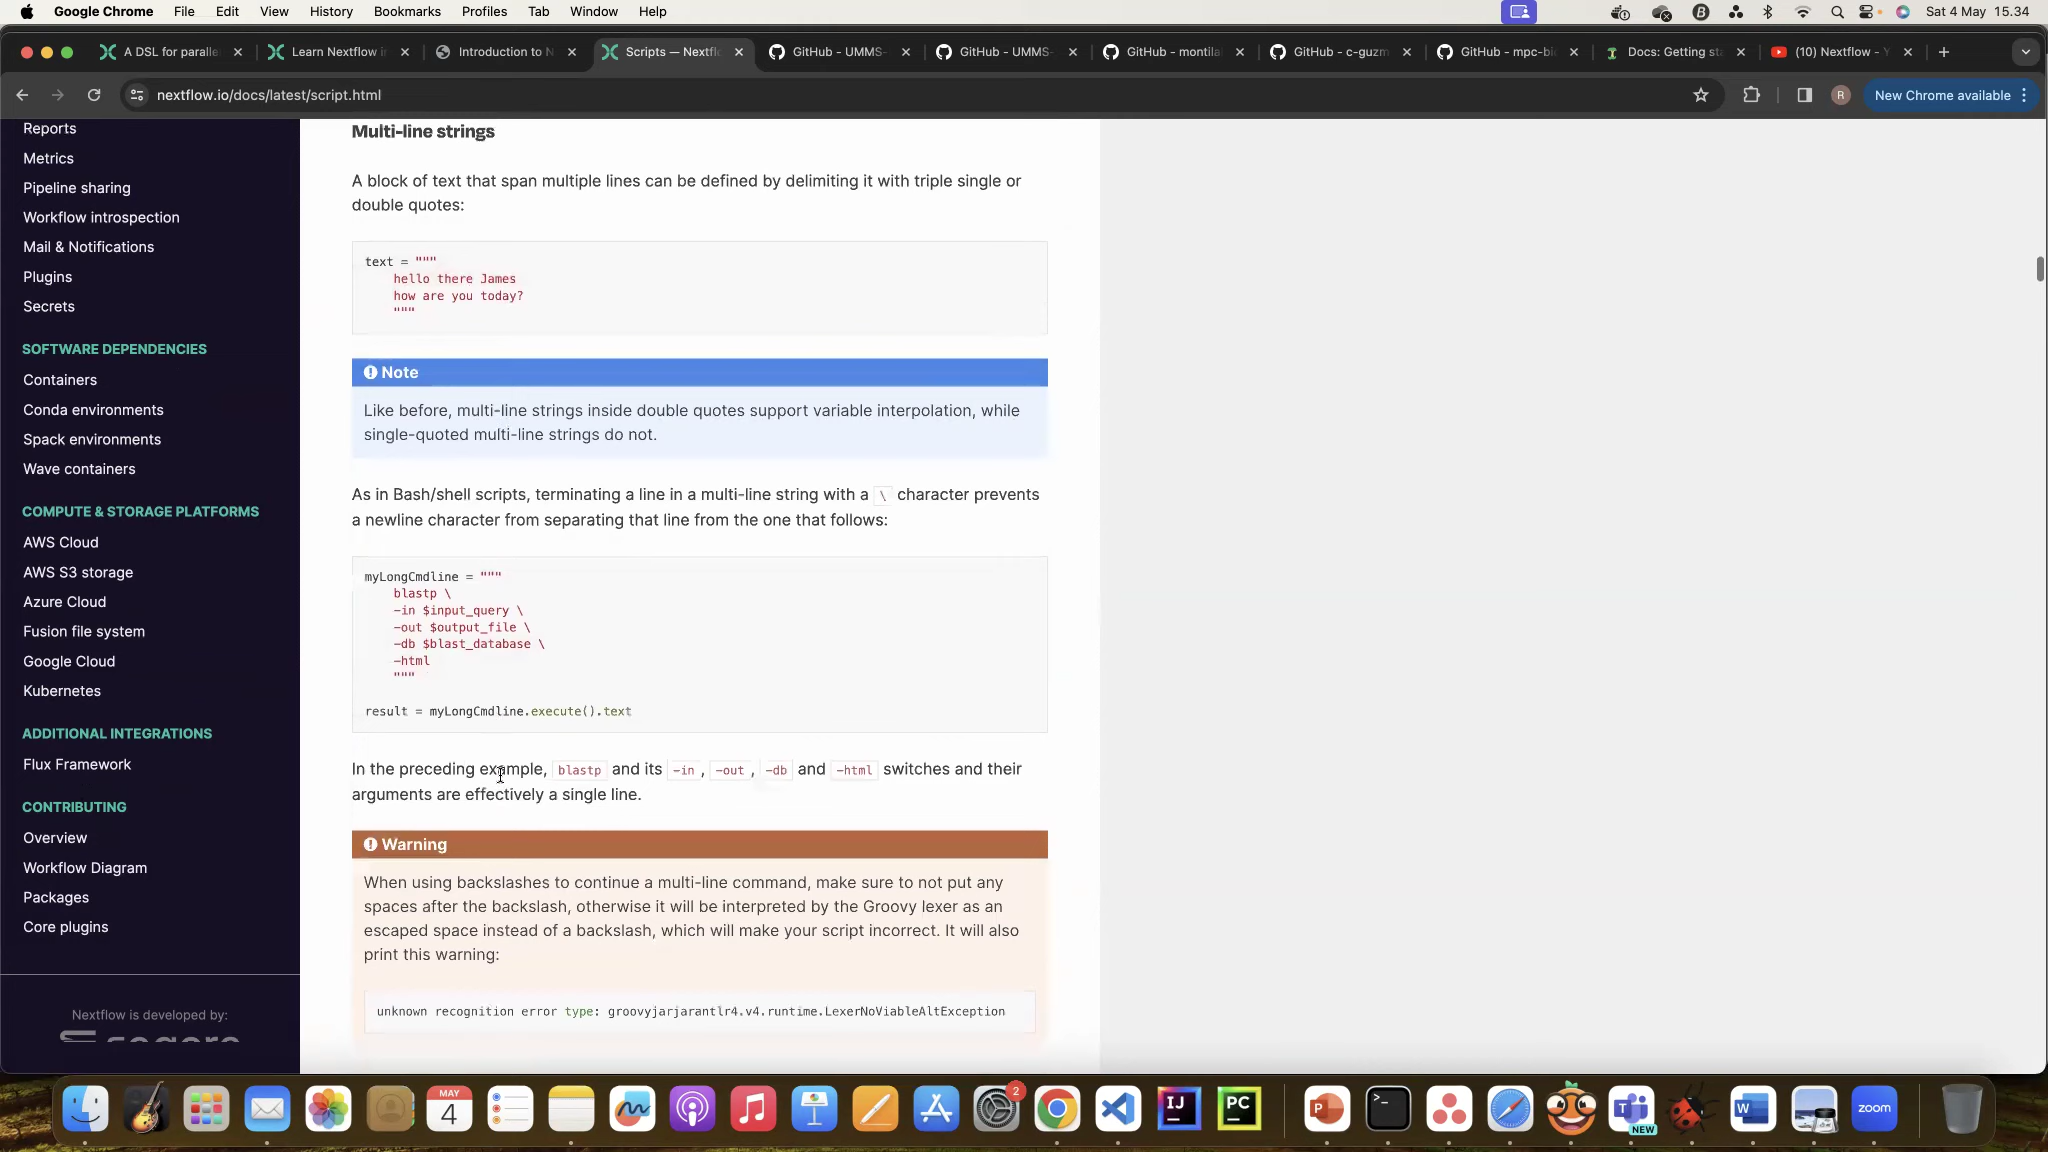 Google Chrome File Edit View History Bookmarks Profiles Tab Window Help Sat 4 May 15.34
A DSL for paralle Learn Nextflow i Introduction to N Scripts — Nextfl GitHub - UMMS- GitHub - UMMS- GitHub - montila GitHub - c-guzm GitHub - mpc-bi Docs: Getting st (10) Nextflow - Y
nextflow.io/docs/latest/script.html R New Chrome available
Reports
Metrics
Pipeline sharing
Workflow introspection
Mail & Notifications
Plugins
Secrets
SOFTWARE DEPENDENCIES
Containers
Conda environments
Spack environments
Wave containers
COMPUTE & STORAGE PLATFORMS
AWS Cloud
AWS S3 storage
Azure Cloud
Fusion file system
Google Cloud
Kubernetes
ADDITIONAL INTEGRATIONS
Flux Framework
CONTRIBUTING
Overview
Workflow Diagram
Packages
Core plugins
Nextflow is developed by:
Multi-line strings
A block of text that span multiple lines can be defined by delimiting it with triple single or
double quotes:
text = """
hello there James
how are you today?
"""
Note
Like before, multi-line strings inside double quotes support variable interpolation, while
single-quoted multi-line strings do not.
As in Bash/shell scripts, terminating a line in a multi-line string with a \ character prevents
a newline character from separating that line from the one that follows:
myLongCmdline = """
blastp \
-in $input_query \
-out $output_file \
-db $blast_database \
-html
"""
result = myLongCmdline.execute().text
In the preceding example, blastp and its -in, -out, -db and -html switches and their
arguments are effectively a single line.
Warning
When using backslashes to continue a multi-line command, make sure to not put any
spaces after the backslash, otherwise it will be interpreted by the Groovy lexer as an
escaped space instead of a backslash, which will make your script incorrect. It will also
print this warning:
unknown recognition error type: groovyjarjarantlr4.v4.runtime.LexerNoViableAltException
MAY
4
2
IJ
PC
P
>_
NEW
W
zoom